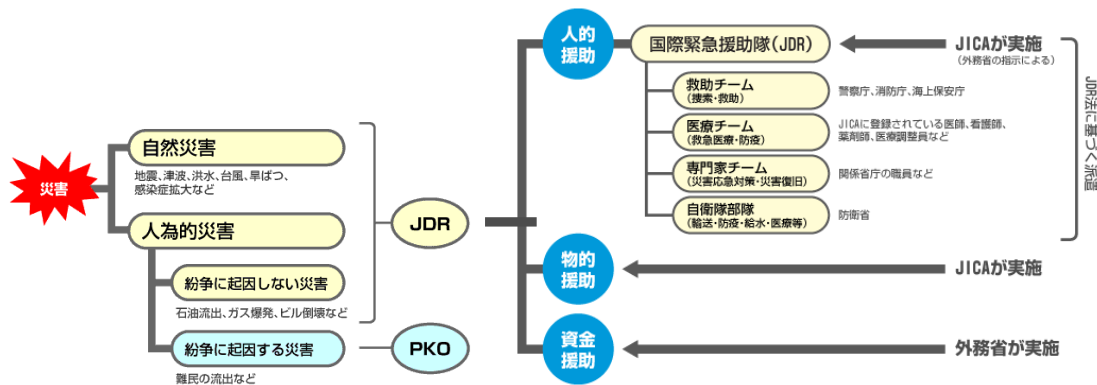 災害
自然災害
地震、津波、洪水、台風、旱ばつ、
感染症拡大など
人為的災害
紛争に起因しない災害
石油流出、ガス爆発、ビル倒壊など
紛争に起因する災害
難民の流出など
JDR
PKO
人的
援助
国際緊急援助隊(JDR)
JICAが実施
(外務省の指示による)
救助チーム
(捜索・救助)
警察庁、消防庁、海上保安庁
医療チーム
(救急医療・防疫)
JICAに登録されている医師、看護師、
薬剤師、医療調整員など
専門家チーム
(災害応急対策・災害復旧)
関係省庁の職員など
自衛隊部隊
(輸送・防疫・給水・医療等)
防衛省
JDR法に基づく派遣
物的
援助
JICAが実施
資金
援助
外務省が実施